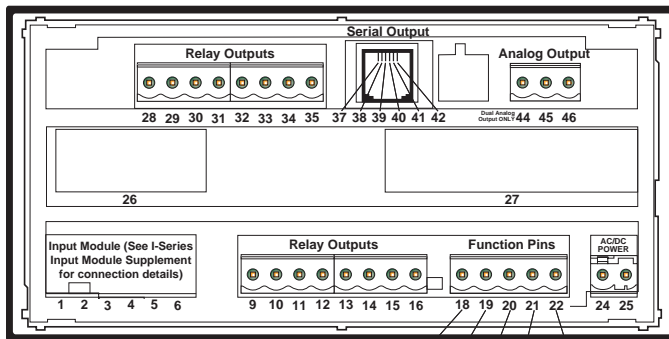 Serial Output
Relay Outputs
Analog Output
28 29 30 31 32 33 34 35
37 38 39 40 41 42
Dual Analog
Output ONLY
44 45 46
26
27
Input Module (See I-Series
Input Module Supplement
for connection details)
Relay Outputs
Function Pins
AC/DC
POWER
1 2 3 4 5 6
9 10 11 12 13 14 15 16
18 19 20 21 22
24 25